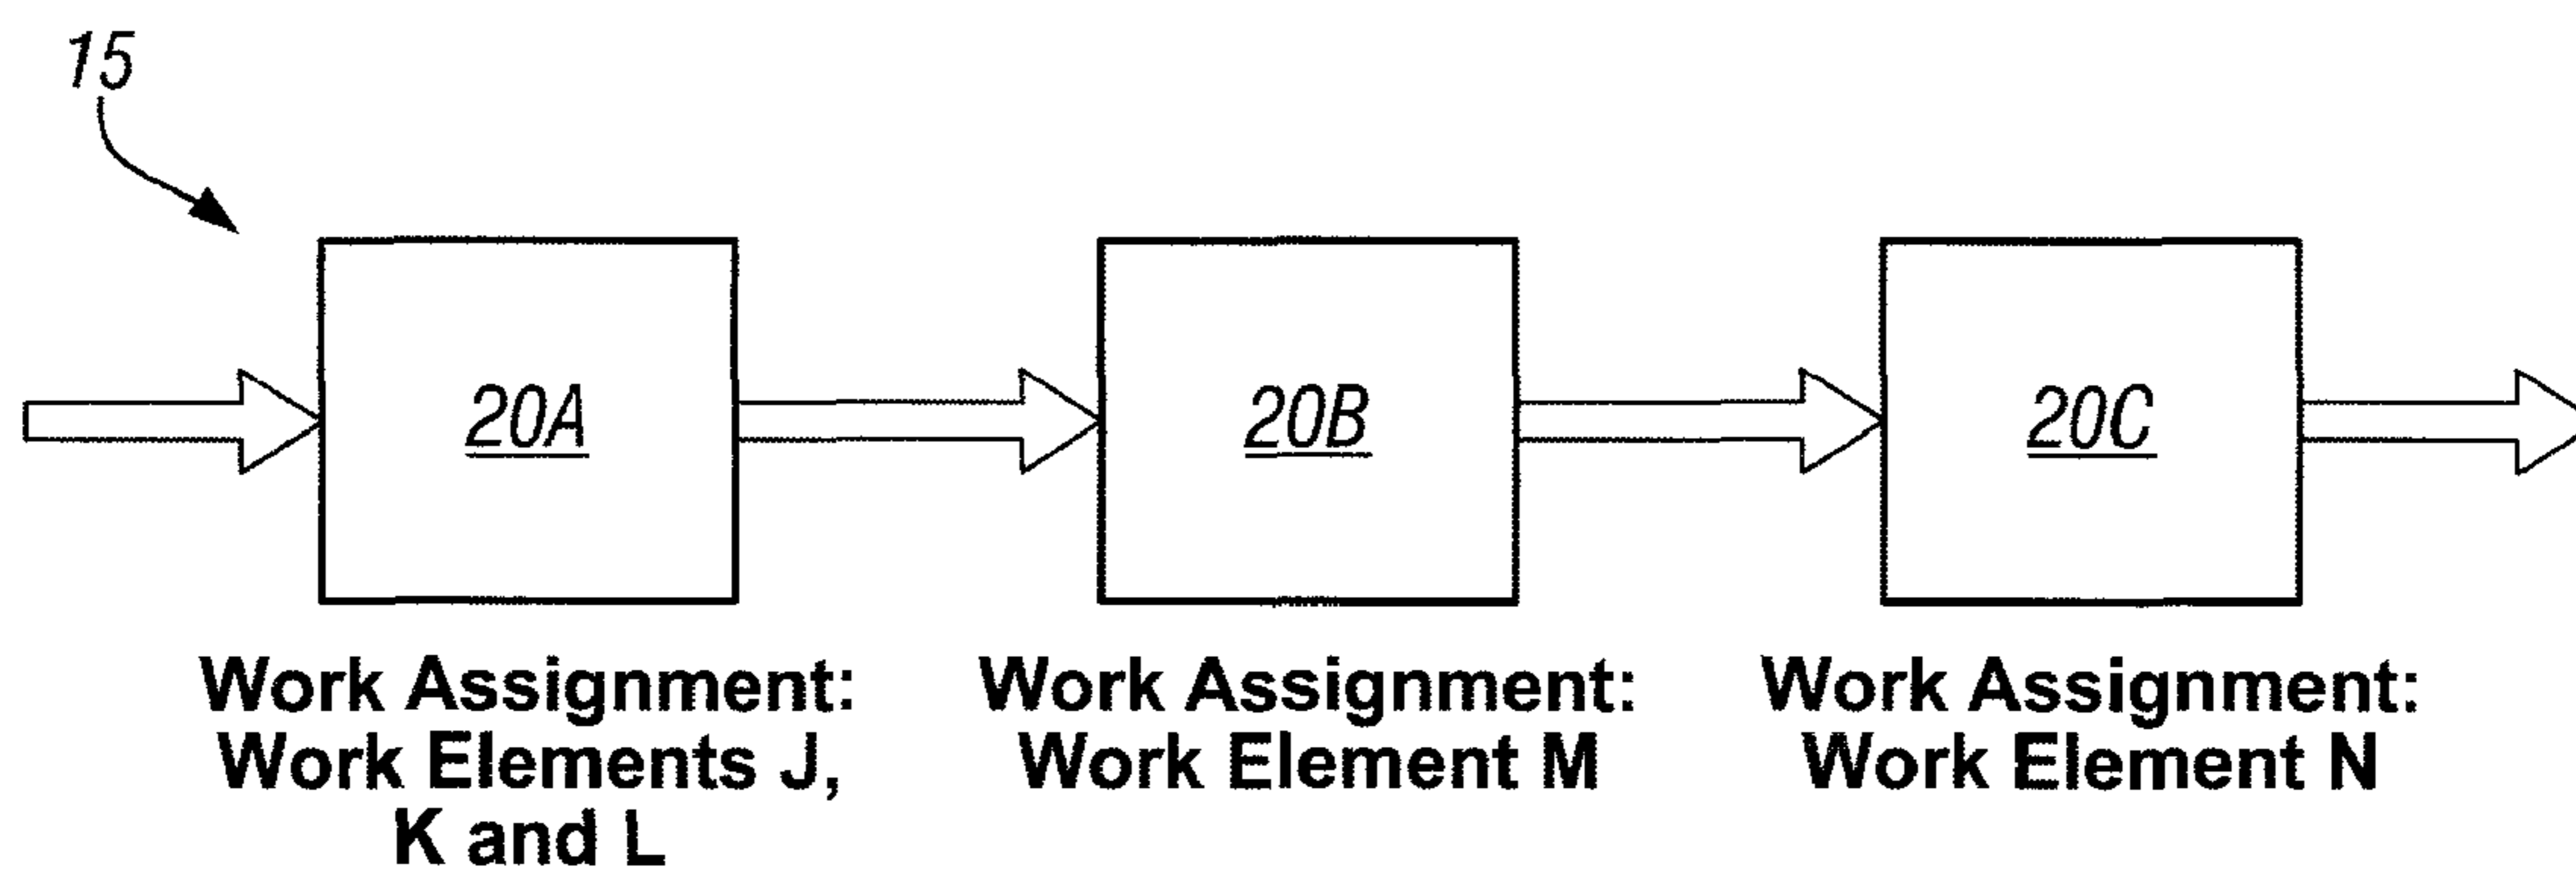 15
20A
20B
20C
Work Assignment:
Work Elements J,
K and L
Work Assignment:
Work Element M
Work Assignment:
Work Element N